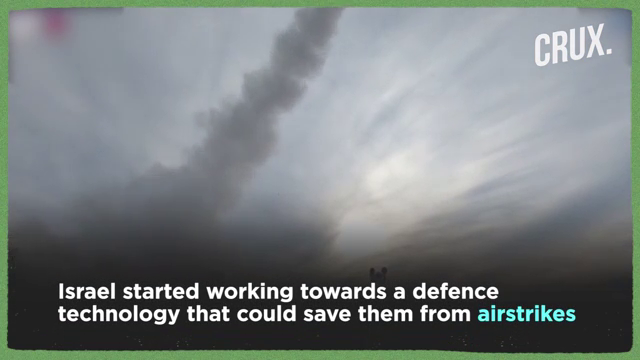 CRUX.
Israel started working towards a defence
technology that could save them from airstrikes